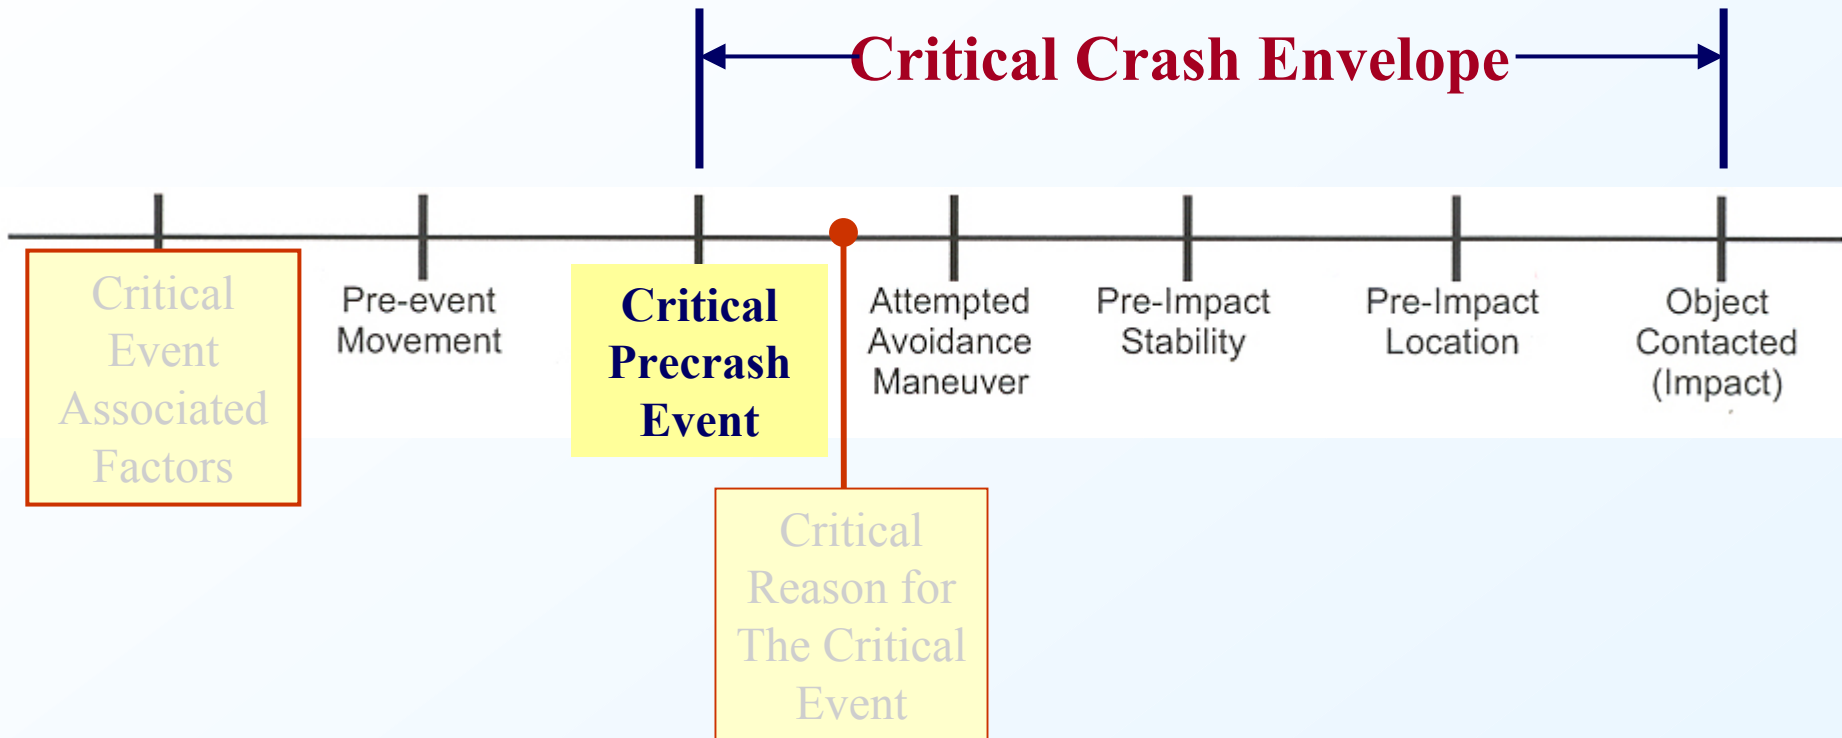 Critical Crash Envelope
Critical
Event
Associated
Factors
Pre-event
Movement
Critical
Precrash
Event
Attempted
Avoidance
Maneuver
Pre-Impact
Stability
Pre-Impact
Location
Object
Contacted
(Impact)
Critical
Reason for
The Critical
Event